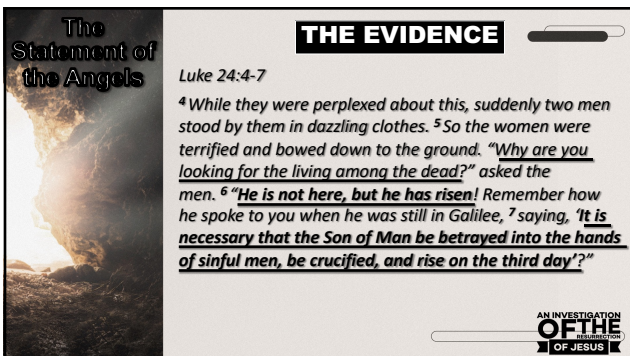 The
Statement of
the Angels
THE EVIDENCE
Luke 24:4-7
4 While they were perplexed about this, suddenly two men
stood by them in dazzling clothes. 5 So the women were
terrified and bowed down to the ground. “Why are you
looking for the living among the dead?” asked the
men. 6 “He is not here, but he has risen! Remember how
he spoke to you when he was still in Galilee, 7 saying, ‘It is
necessary that the Son of Man be betrayed into the hands
of sinful men, be crucified, and rise on the third day’?”
AN INVESTIGATION
OF THE
RESURRECTION
OF JESUS